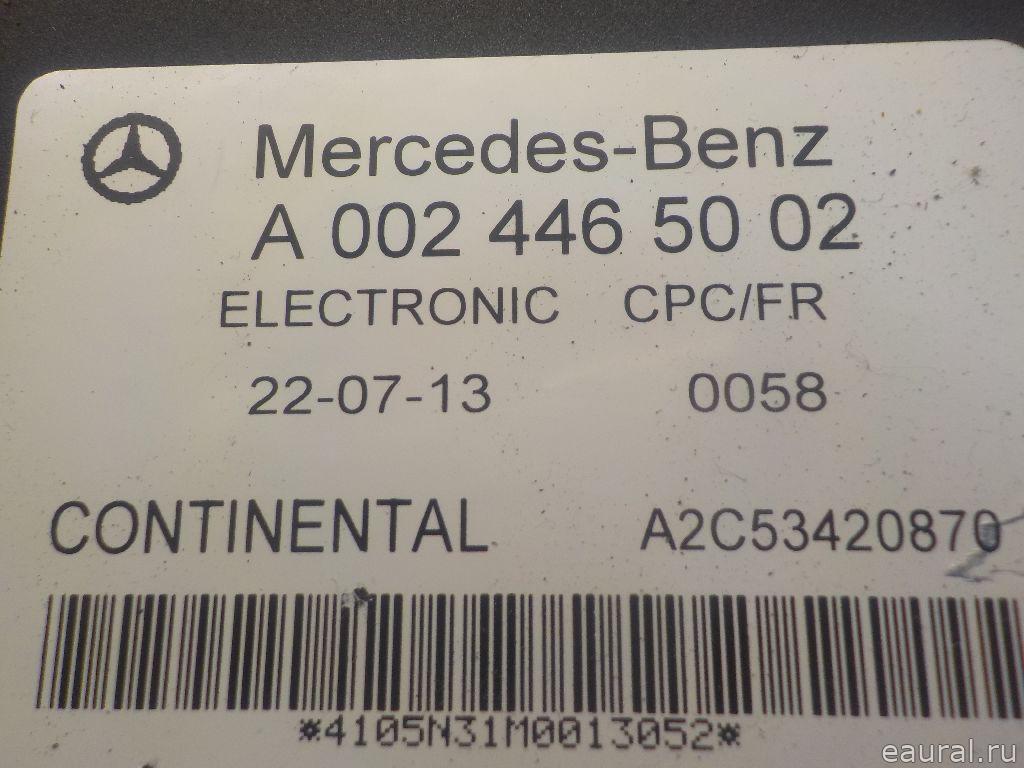 Mercedes-Benz
A 002 446 50 02
ELECTRONIC CPC/FR
22-07-13 0058
CONTINENTAL A2C53420870
*4105N31M0013052*
eaural.ru